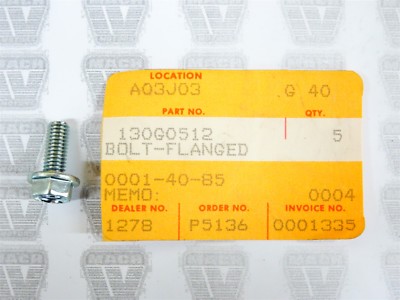 LOCATION
AQ3J03 G 40
PART NO. QTY.
130G0512 5
BOLT-FLANGED
0001-40-85
MEMO: 0004
DEALER NO. ORDER NO. INVOICE NO.
1278 P5136 0001335